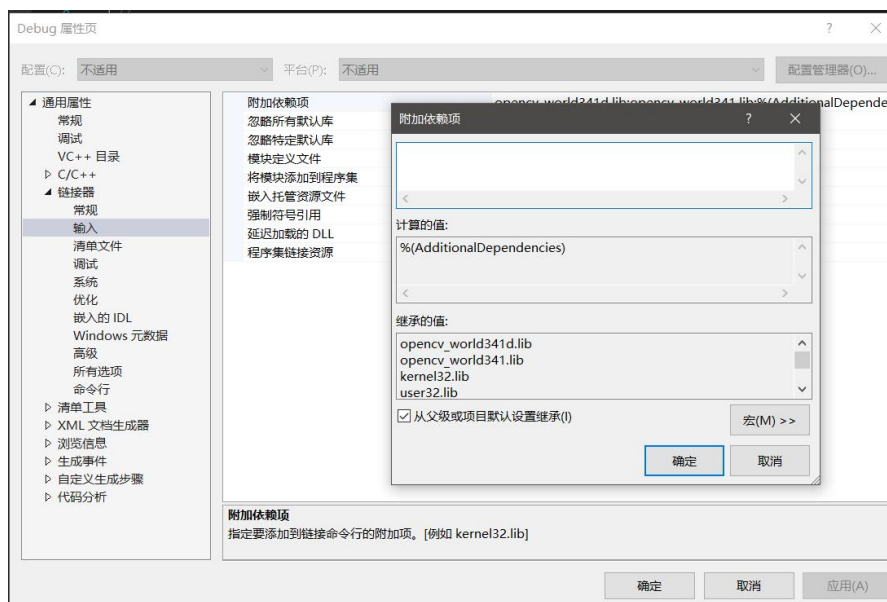 Debug 属性页
配置(C): 不适用 平台(P): 不适用 配置管理器(O)...
通用属性
常规
调试
VC++ 目录
C/C++
链接器
常规
输入
清单文件
调试
系统
优化
嵌入的 IDL
Windows 元数据
高级
所有选项
命令行
清单工具
XML 文档生成器
浏览信息
生成事件
自定义生成步骤
代码分析
附加依赖项 opencv_world341d.lib;opencv_world341.lib;%(AdditionalDepende
忽略所有默认库
忽略特定默认库
模块定义文件
将模块添加到程序集
嵌入托管资源文件
强制符号引用
延迟加载的 DLL
程序集链接资源
附加依赖项
计算的值:
%(AdditionalDependencies)
继承的值:
opencv_world341d.lib
opencv_world341.lib
kernel32.lib
user32.lib
从父级或项目默认设置继承(I)
宏(M) >>
确定 取消
附加依赖项
指定要添加到链接命令行的附加项。[例如 kernel32.lib]
确定 取消 应用(A)